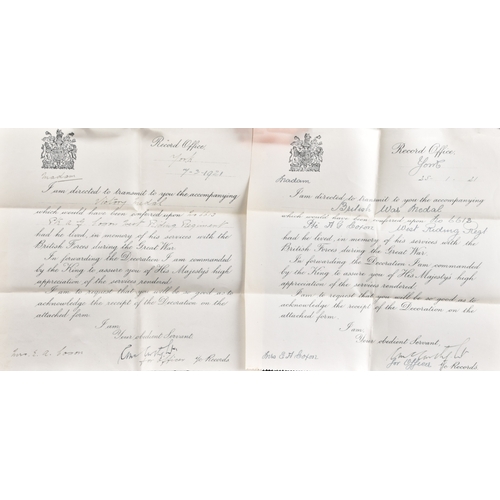 Record Office,
York
7-3-1921
Madam
I am directed to transmit to you the accompanying
Victory Medal
which would have been conferred upon
Pte A. J. West Riding Regiment
had he lived, in memory of his services with the
British Forces during the Great War.
In forwarding the Decoration I am commanded
by the King to assure you of His Majesty's high
appreciation of the services rendered.
I am to request that you will be so good as to
acknowledge the receipt of the Decoration on the
attached form.
I am,
Your obedient Servant,
Officer i/c Records
Record Office,
York
21
Madam
I am directed to transmit to you the accompanying
British War Medal
which would have been conferred upon
Pte West Riding Regt
had he lived, in memory of his services with the
British Forces during the Great War.
In forwarding the Decoration I am commanded
by the King to assure you of His Majesty's high
appreciation of the services rendered.
I am to request that you will be so good as to
acknowledge the receipt of the Decoration on the
attached form.
I am,
Your obedient Servant,
for Officer i/c Records